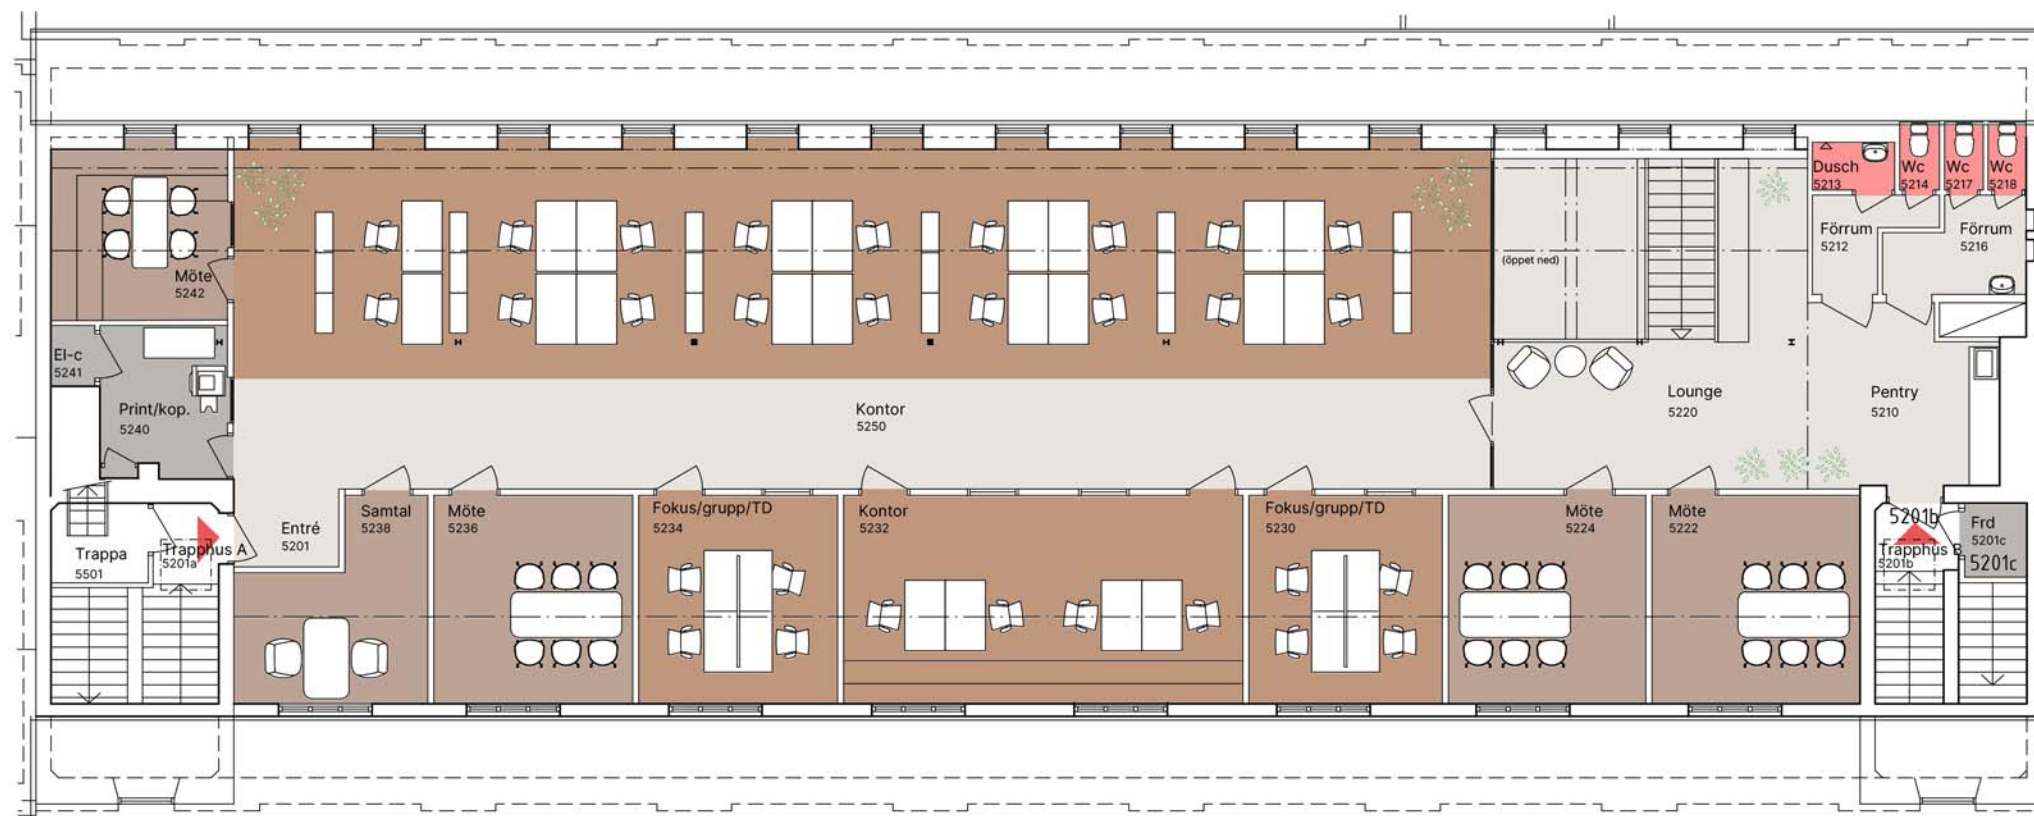 Dusch
5213
Wc
5214
Wc
5217
Wc
5218
Förrum
5212
Förrum
5216
(öppet ned)
Möte
5242
El-c
5241
Print/kop.
5240
Kontor
5250
Lounge
5220
Pentry
5210
Entré
5201
Samtal
5238
Möte
5236
Fokus/grupp/TD
5234
Kontor
5232
Fokus/grupp/TD
5230
Möte
5224
Möte
5222
Trappa
5501
Trapphus A
5201a
5201b
Trapphus B
5201b
Frd
5201c
5201c